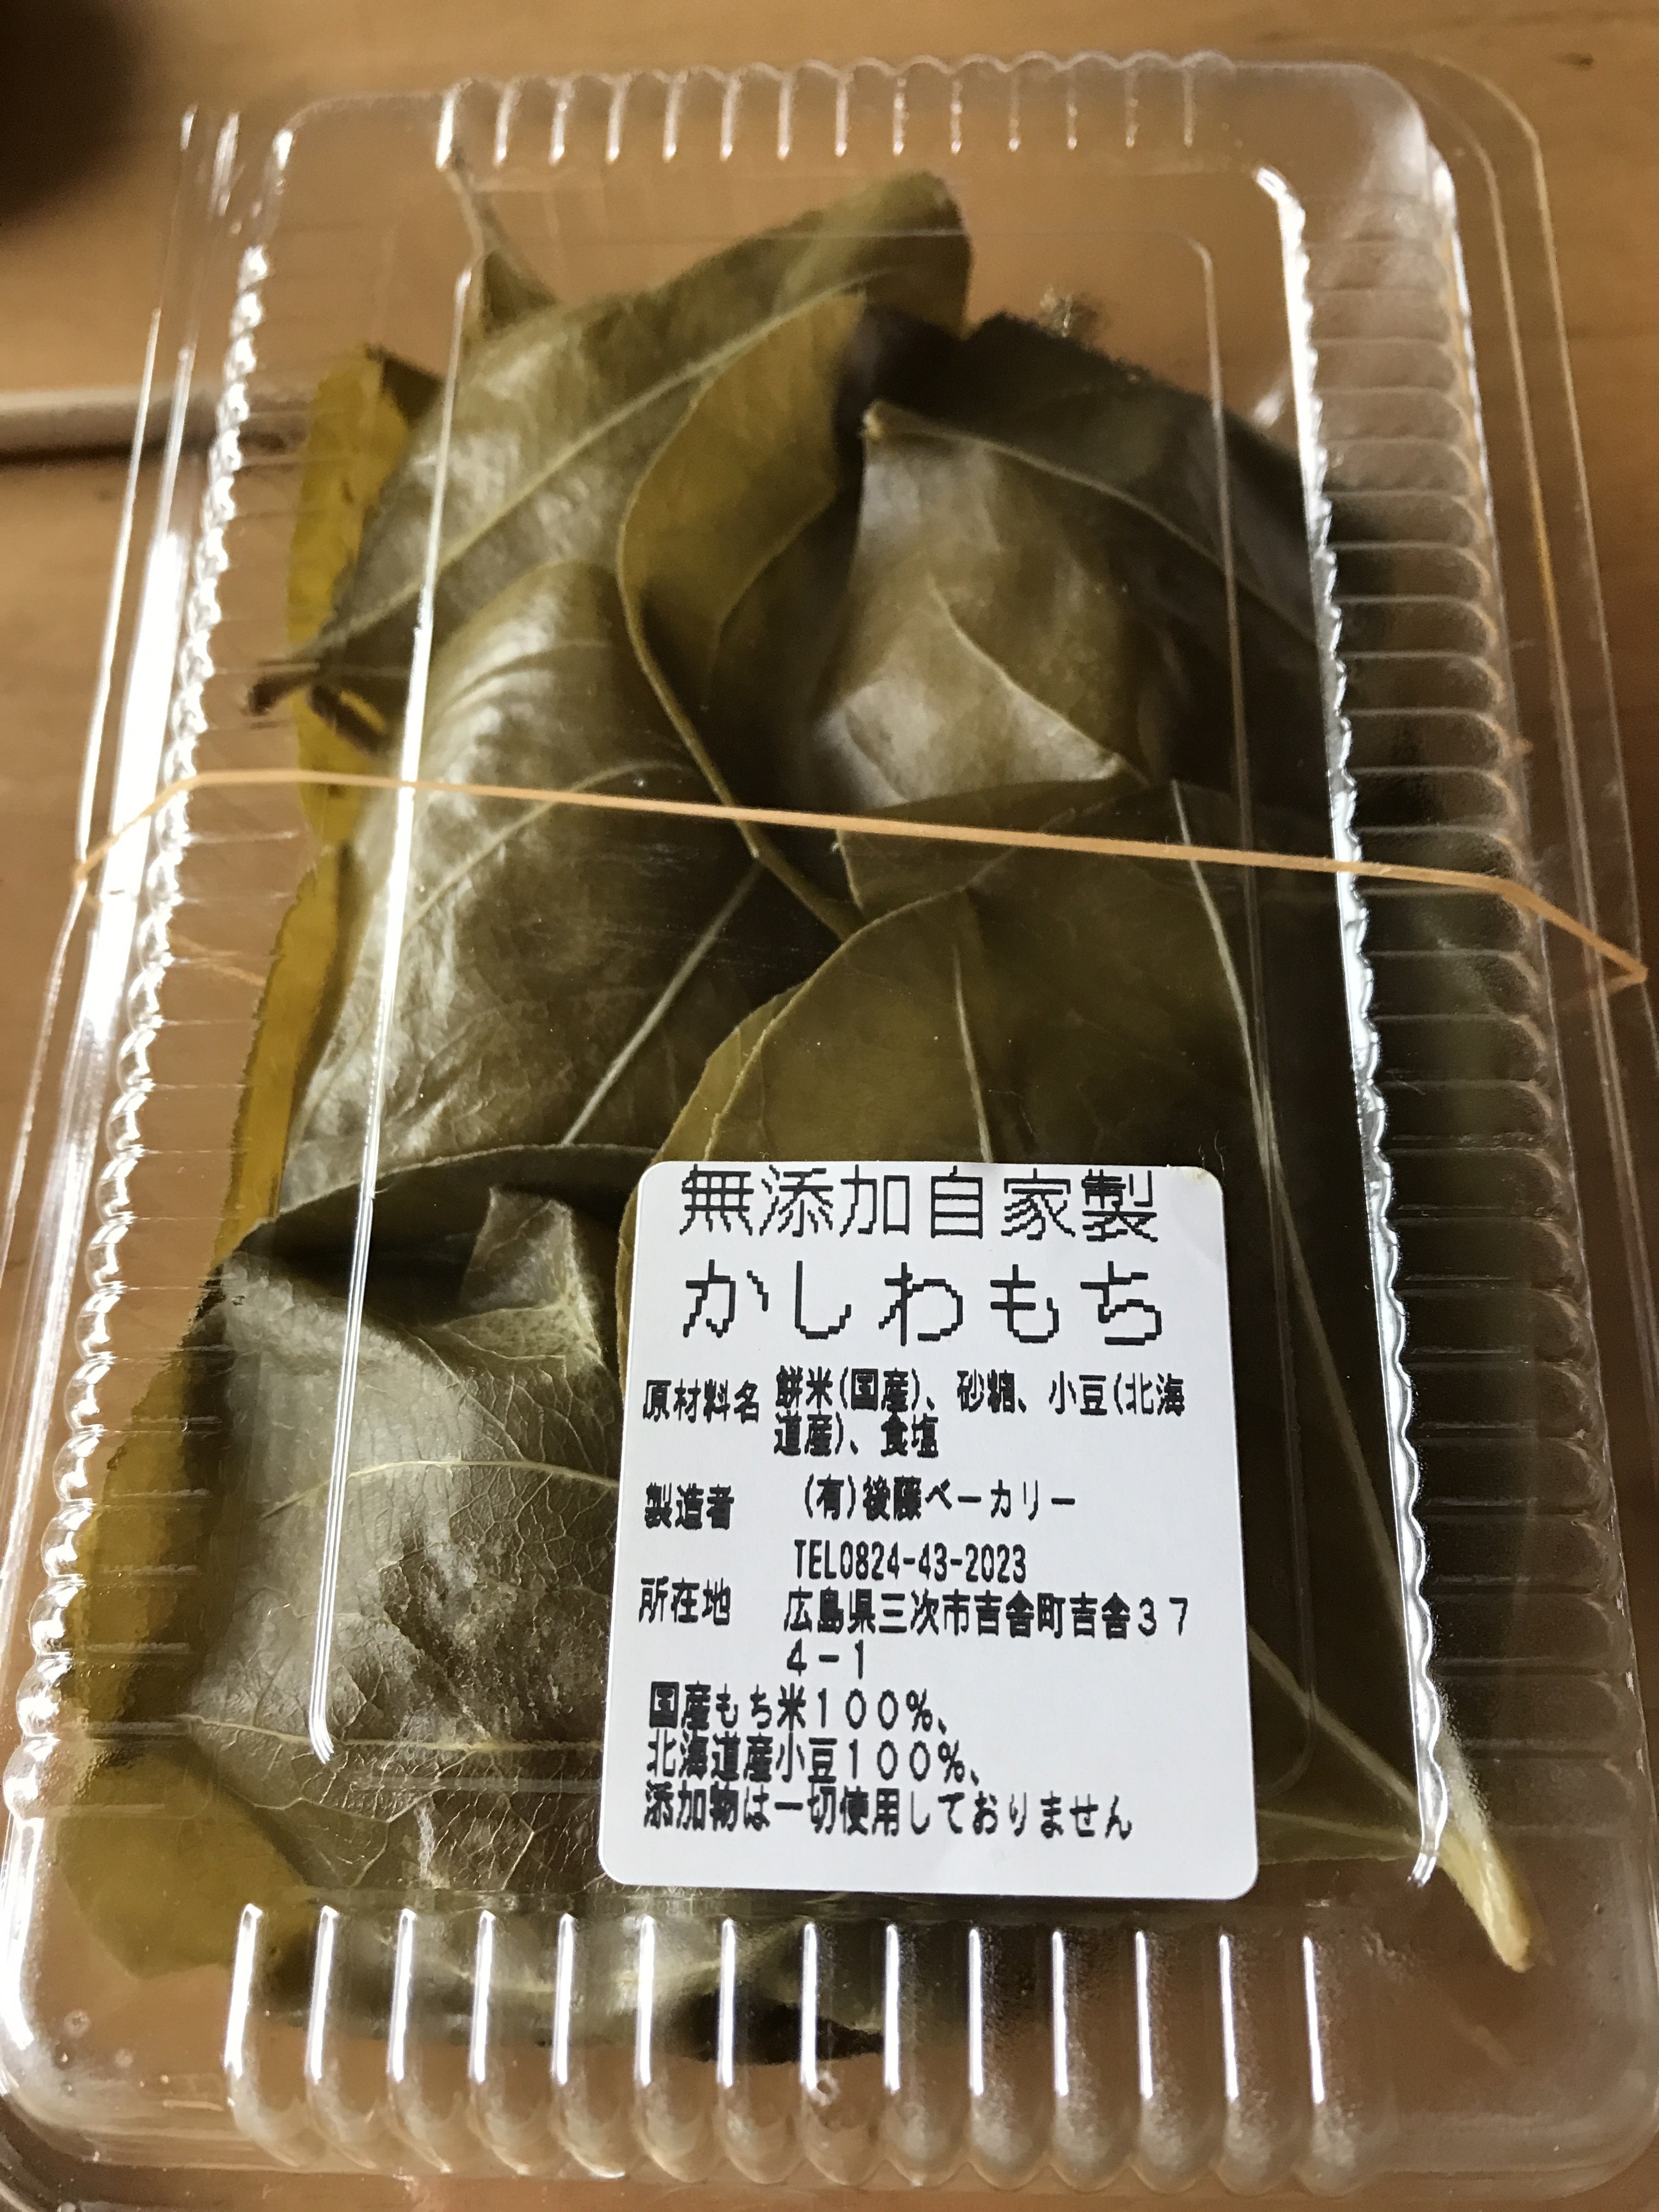 無添加自家製
かしわもち
原材料名 餅米(国産)、砂糖、小豆(北海
道産)、食塩
製造者 (有)後藤ベーカリー
TEL0824-43-2023
所在地 広島県三次市吉舎町吉舎３７
４−１
国産もち米１００%、
北海道産小豆１００%、
添加物は一切使用しておりません